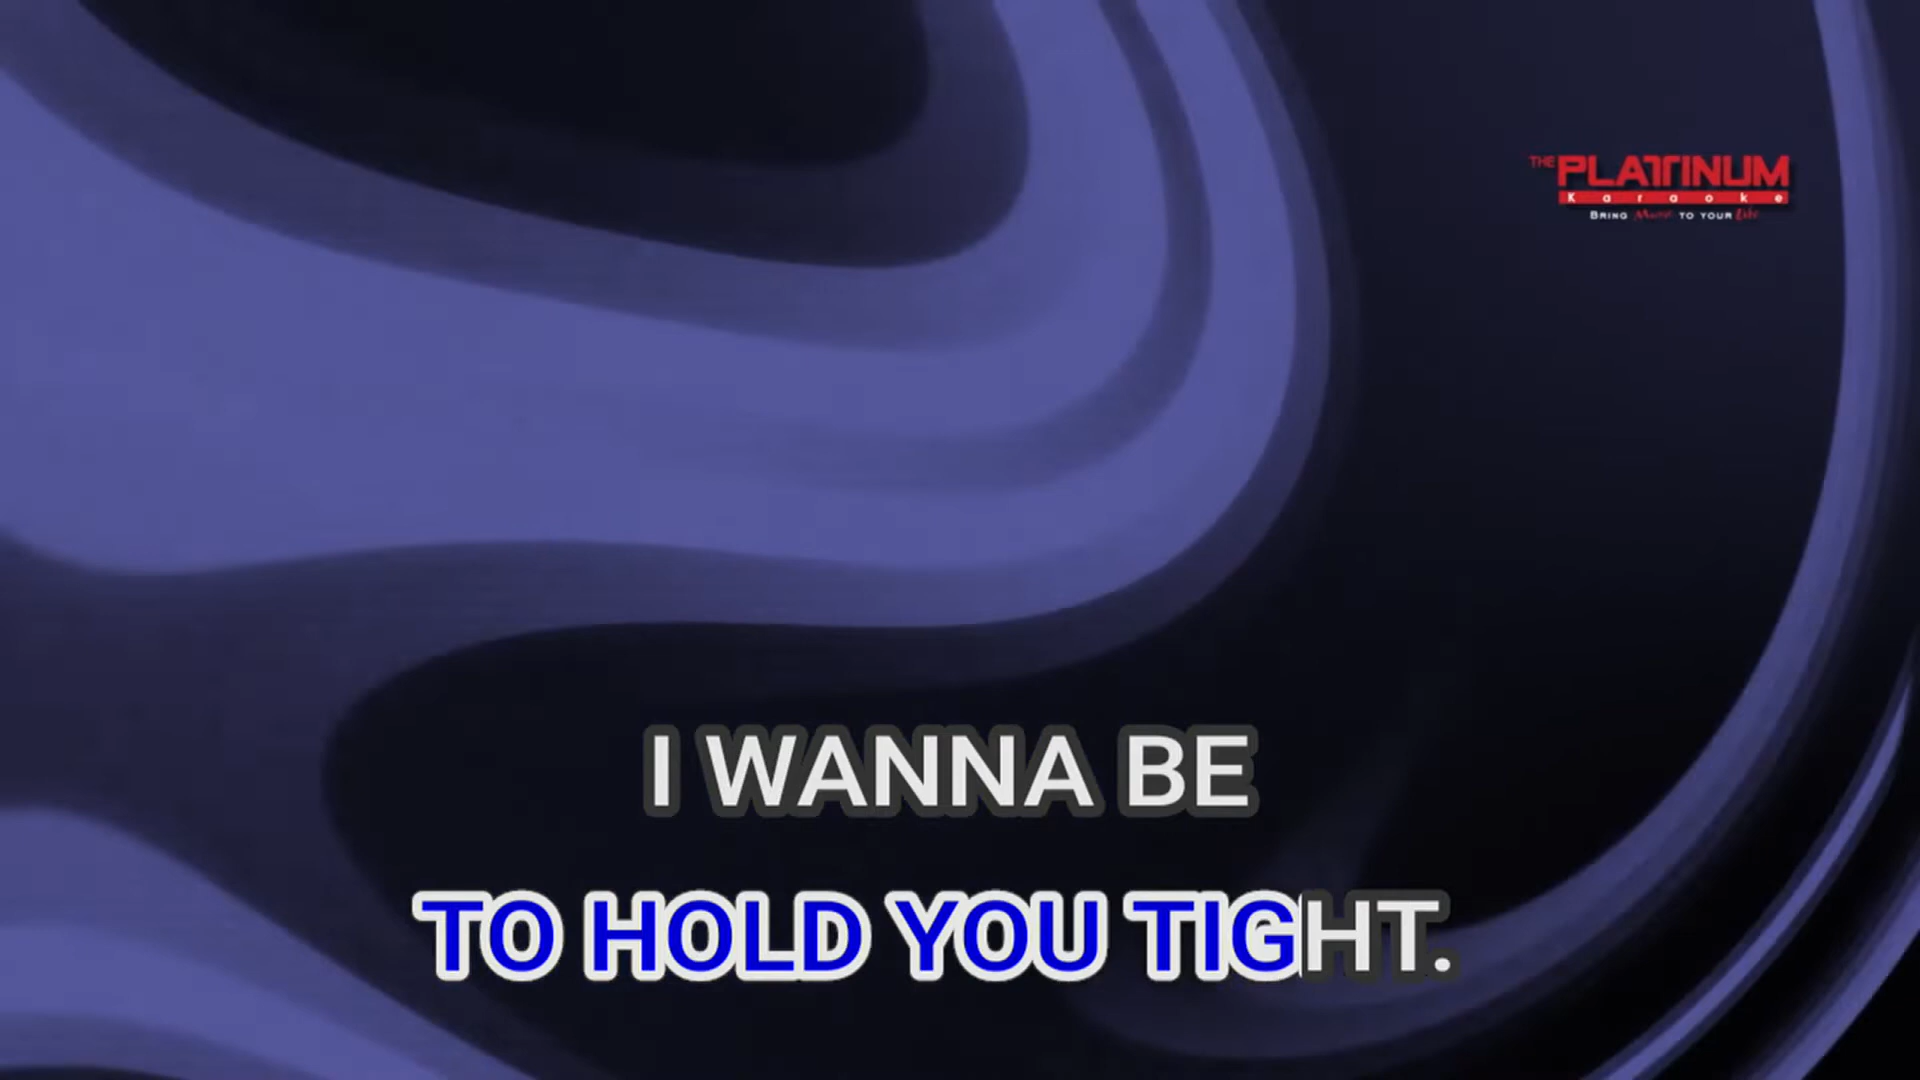 THE PLATINUM
Karaoke
BRING Music TO YOUR Life
I WANNA BE
TO HOLD YOU TIGHT.